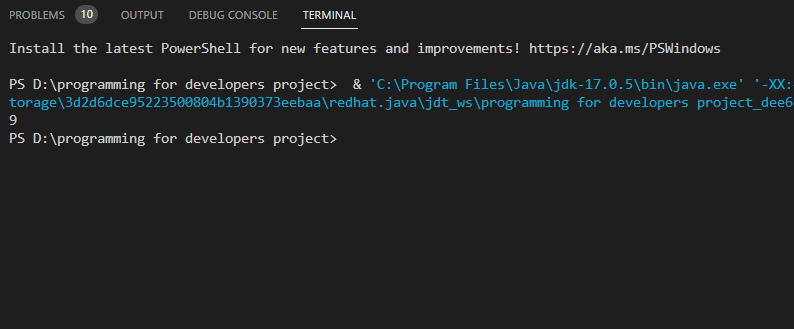 PROBLEMS 10 OUTPUT DEBUG CONSOLE TERMINAL
Install the latest PowerShell for new features and improvements! https://aka.ms/PSWindows
PS D:\programming for developers project>  & 'C:\Program Files\Java\jdk-17.0.5\bin\java.exe' '-XX:
torage\3d2d6dce95223500804b1390373eebaa\redhat.java\jdt_ws\programming for developers project_dee6
9
PS D:\programming for developers project>